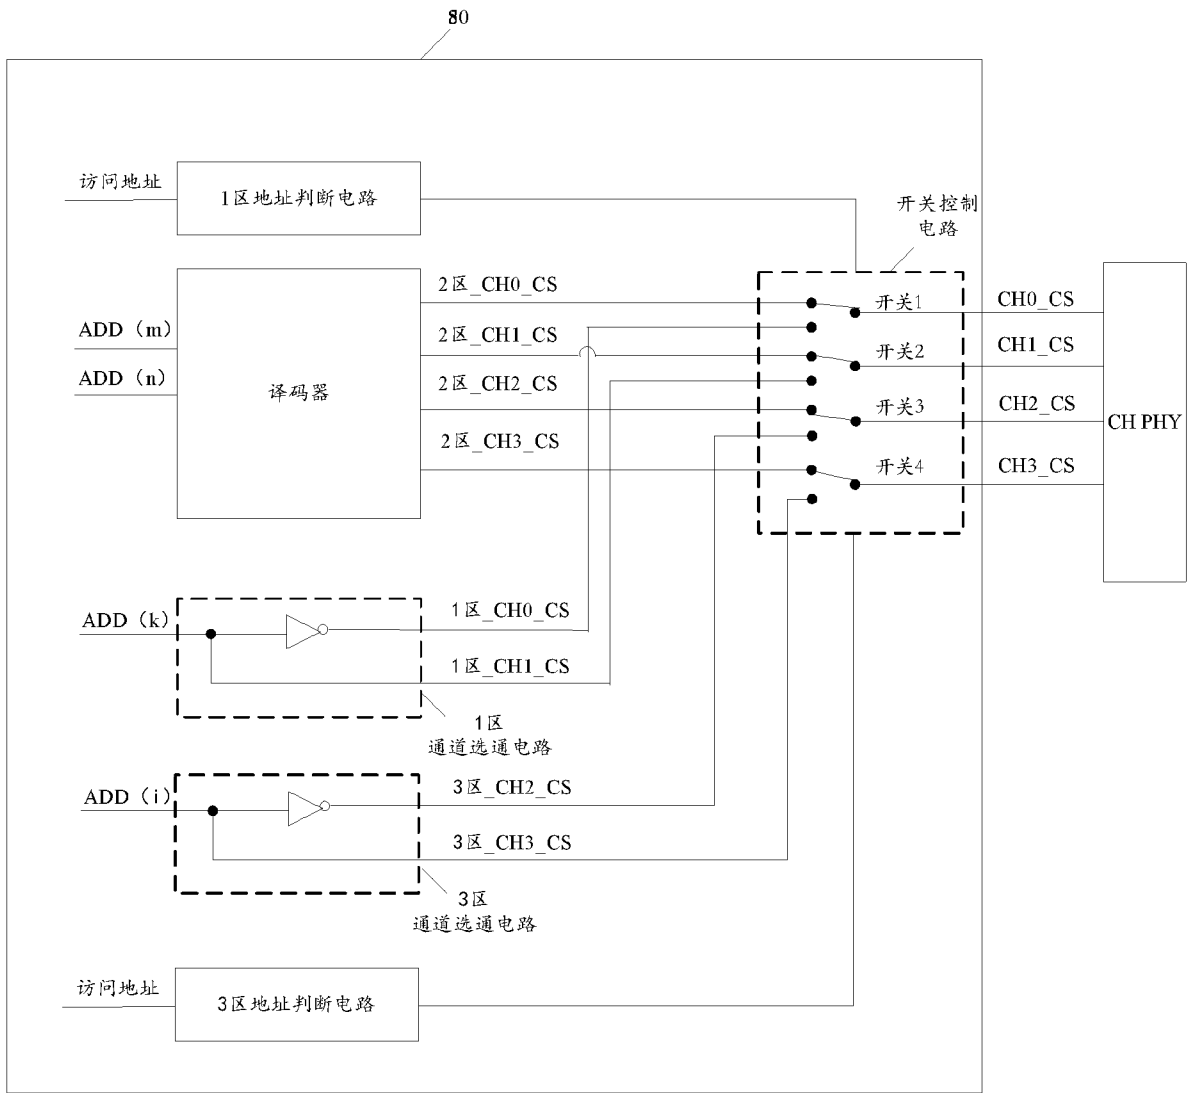 80
访问地址
1区地址判断电路
开关控制
电路
2区_CH0_CS
开关1
CH0_CS
ADD（m）
2区_CH1_CS
开关2
CH1_CS
ADD（n）
译码器
2区_CH2_CS
开关3
CH2_CS
CH PHY
2区_CH3_CS
开关4
CH3_CS
ADD（k）
1区_CH0_CS
1区_CH1_CS
1区
通道选通电路
ADD（i）
3区_CH2_CS
3区_CH3_CS
3区
通道选通电路
访问地址
3区地址判断电路